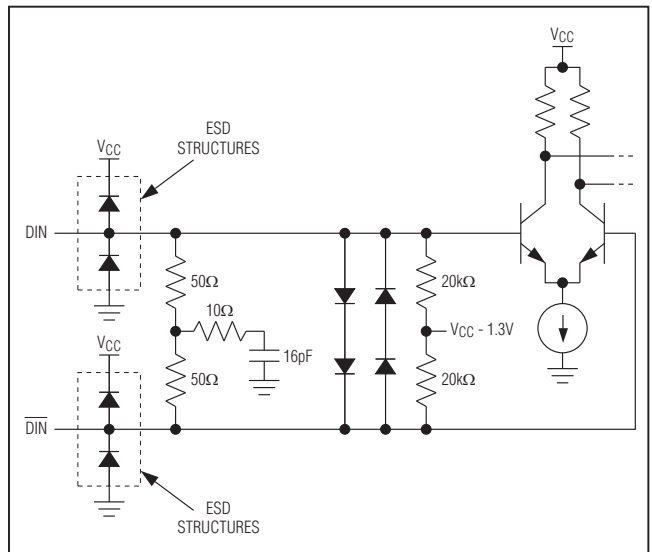 VCC
ESD
STRUCTURES
VCC
DIN
50Ω
10Ω
20kΩ
16pF
VCC - 1.3V
VCC
50Ω
20kΩ
DIN
ESD
STRUCTURES